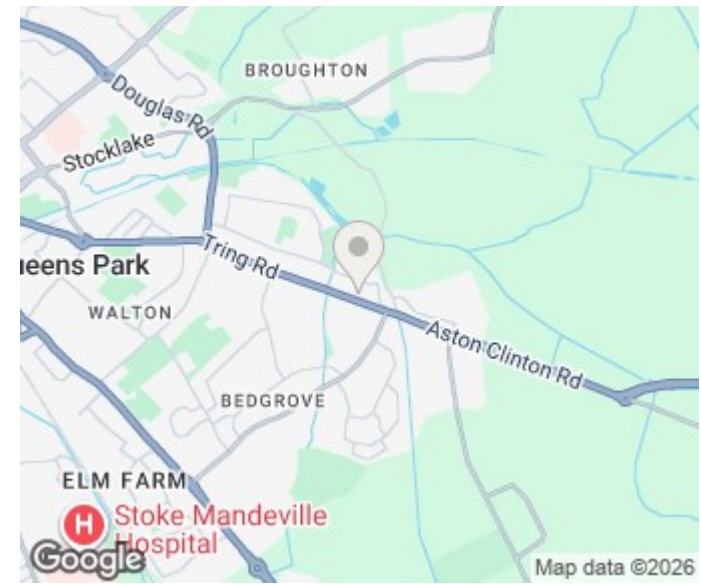 BROUGHTON
Douglas Rd
Stocklake
Tring Rd
ueens Park
WALTON
Aston Clinton Rd
BEDGROVE
ELM FARM
H
Stoke Mandeville
Hospital
Google
Map data ©2026